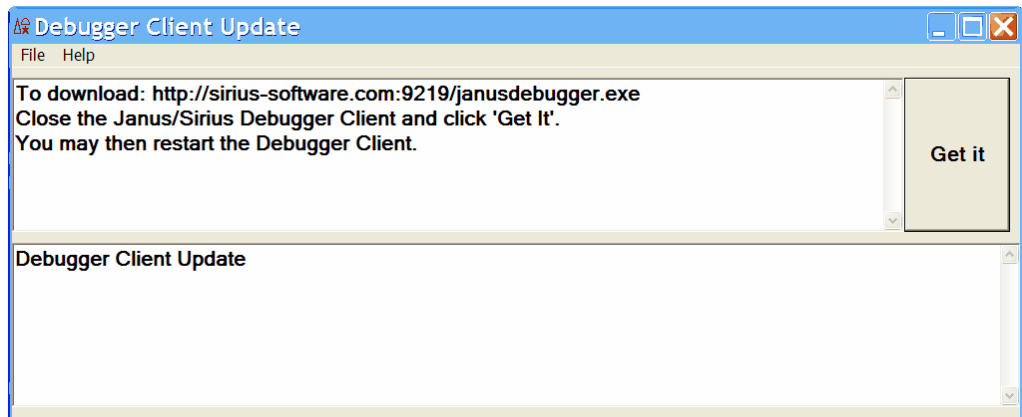 Debugger Client Update
File Help
To download: http://sirius-software.com:9219/janusdebugger.exe
Close the Janus/Sirius Debugger Client and click 'Get It'.
You may then restart the Debugger Client.
Get it
Debugger Client Update